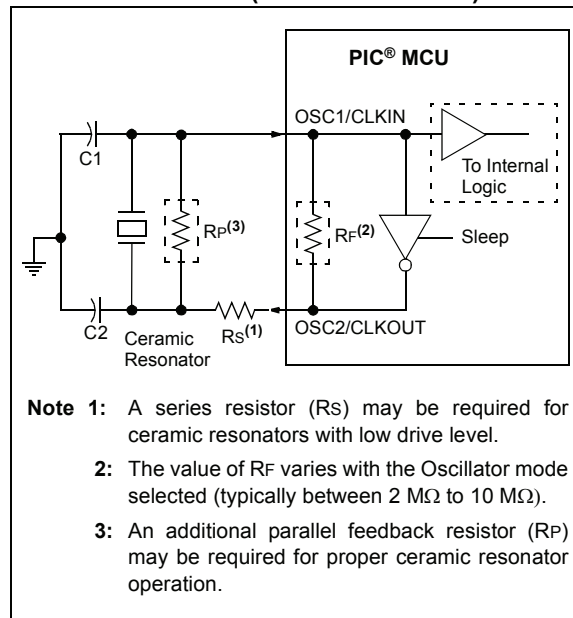 PIC® MCU
OSC1/CLKIN
C1
To Internal
Logic
RP(3)
RF(2)
Sleep
C2
Ceramic
Resonator
RS(1)
OSC2/CLKOUT
Note 1: A series resistor (RS) may be required for
ceramic resonators with low drive level.
2: The value of RF varies with the Oscillator mode
selected (typically between 2 MΩ to 10 MΩ).
3: An additional parallel feedback resistor (RP)
may be required for proper ceramic resonator
operation.